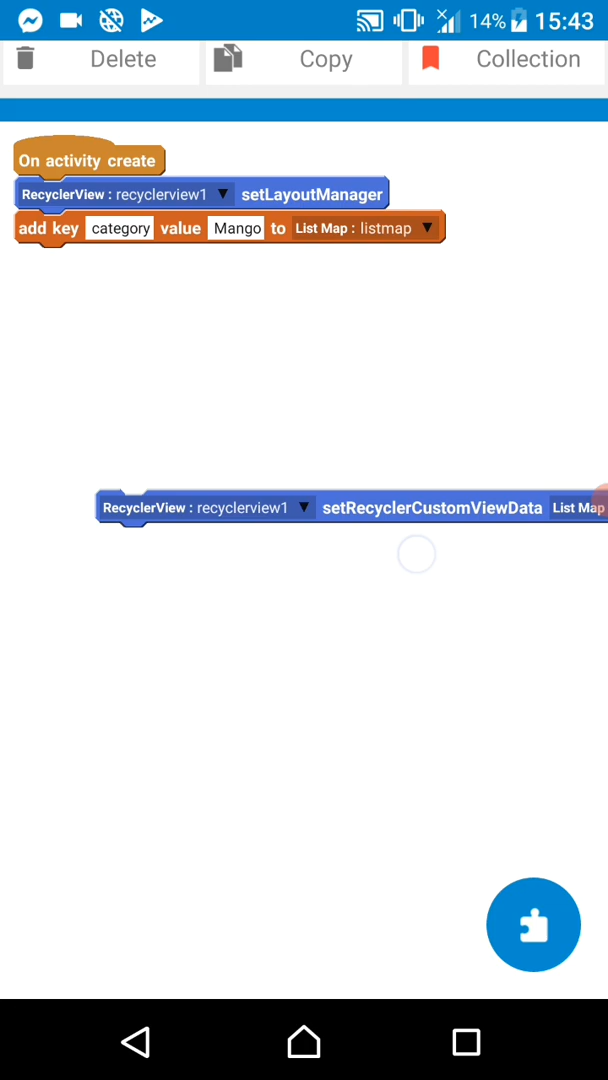 14% 15:43
Delete Copy Collection
On activity create
RecyclerView : recyclerview1 setLayoutManager
add key category value Mango to List Map : listmap
RecyclerView : recyclerview1 setRecyclerCustomViewData List Map